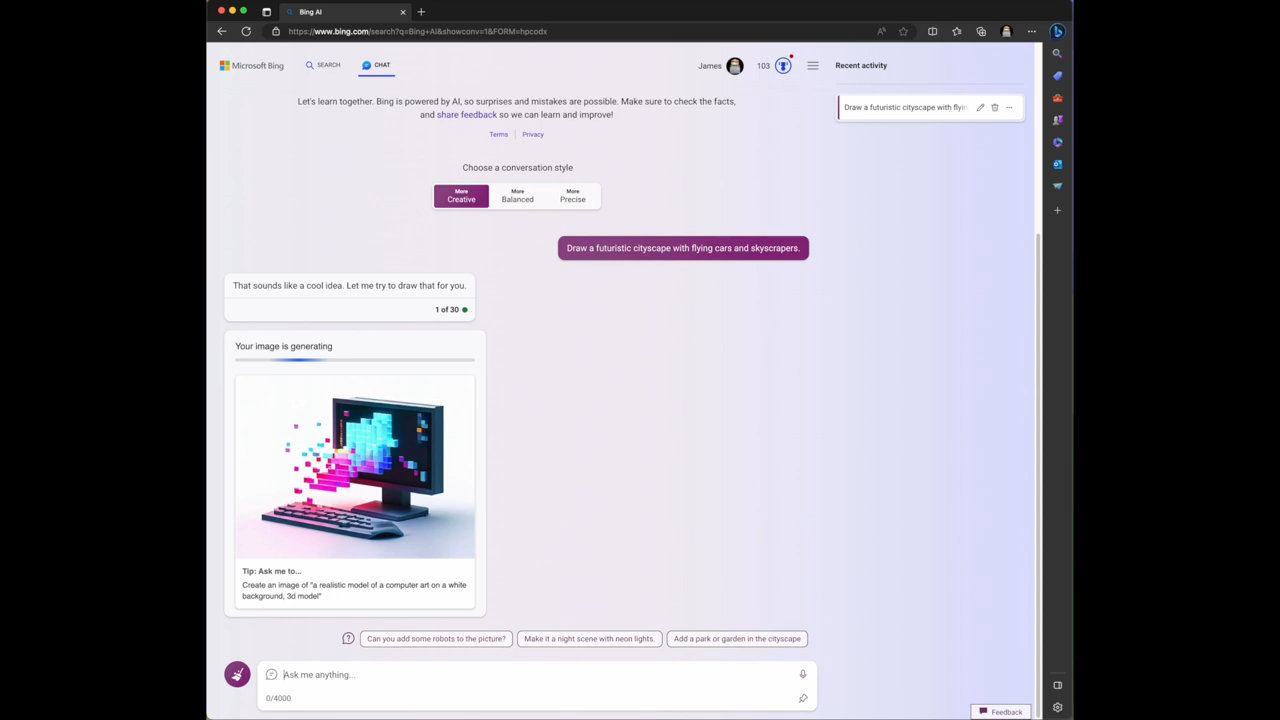 Bing AI
https://www.bing.com/search?q=Bing+AI&showconv=1&FORM=hpcodx
Microsoft Bing
SEARCH
CHAT
James
103
Recent activity
Let's learn together. Bing is powered by AI, so surprises and mistakes are possible. Make sure to check the facts,
and share feedback so we can learn and improve!
Terms
Privacy
Draw a futuristic cityscape with flyin
Choose a conversation style
More
Creative
More
Balanced
More
Precise
Draw a futuristic cityscape with flying cars and skyscrapers.
That sounds like a cool idea. Let me try to draw that for you.
1 of 30
Your image is generating
Tip: Ask me to...
Create an image of "a realistic model of a computer art on a white
background, 3d model"
Can you add some robots to the picture?
Make it a night scene with neon lights.
Add a park or garden in the cityscape
Ask me anything...
0/4000
Feedback